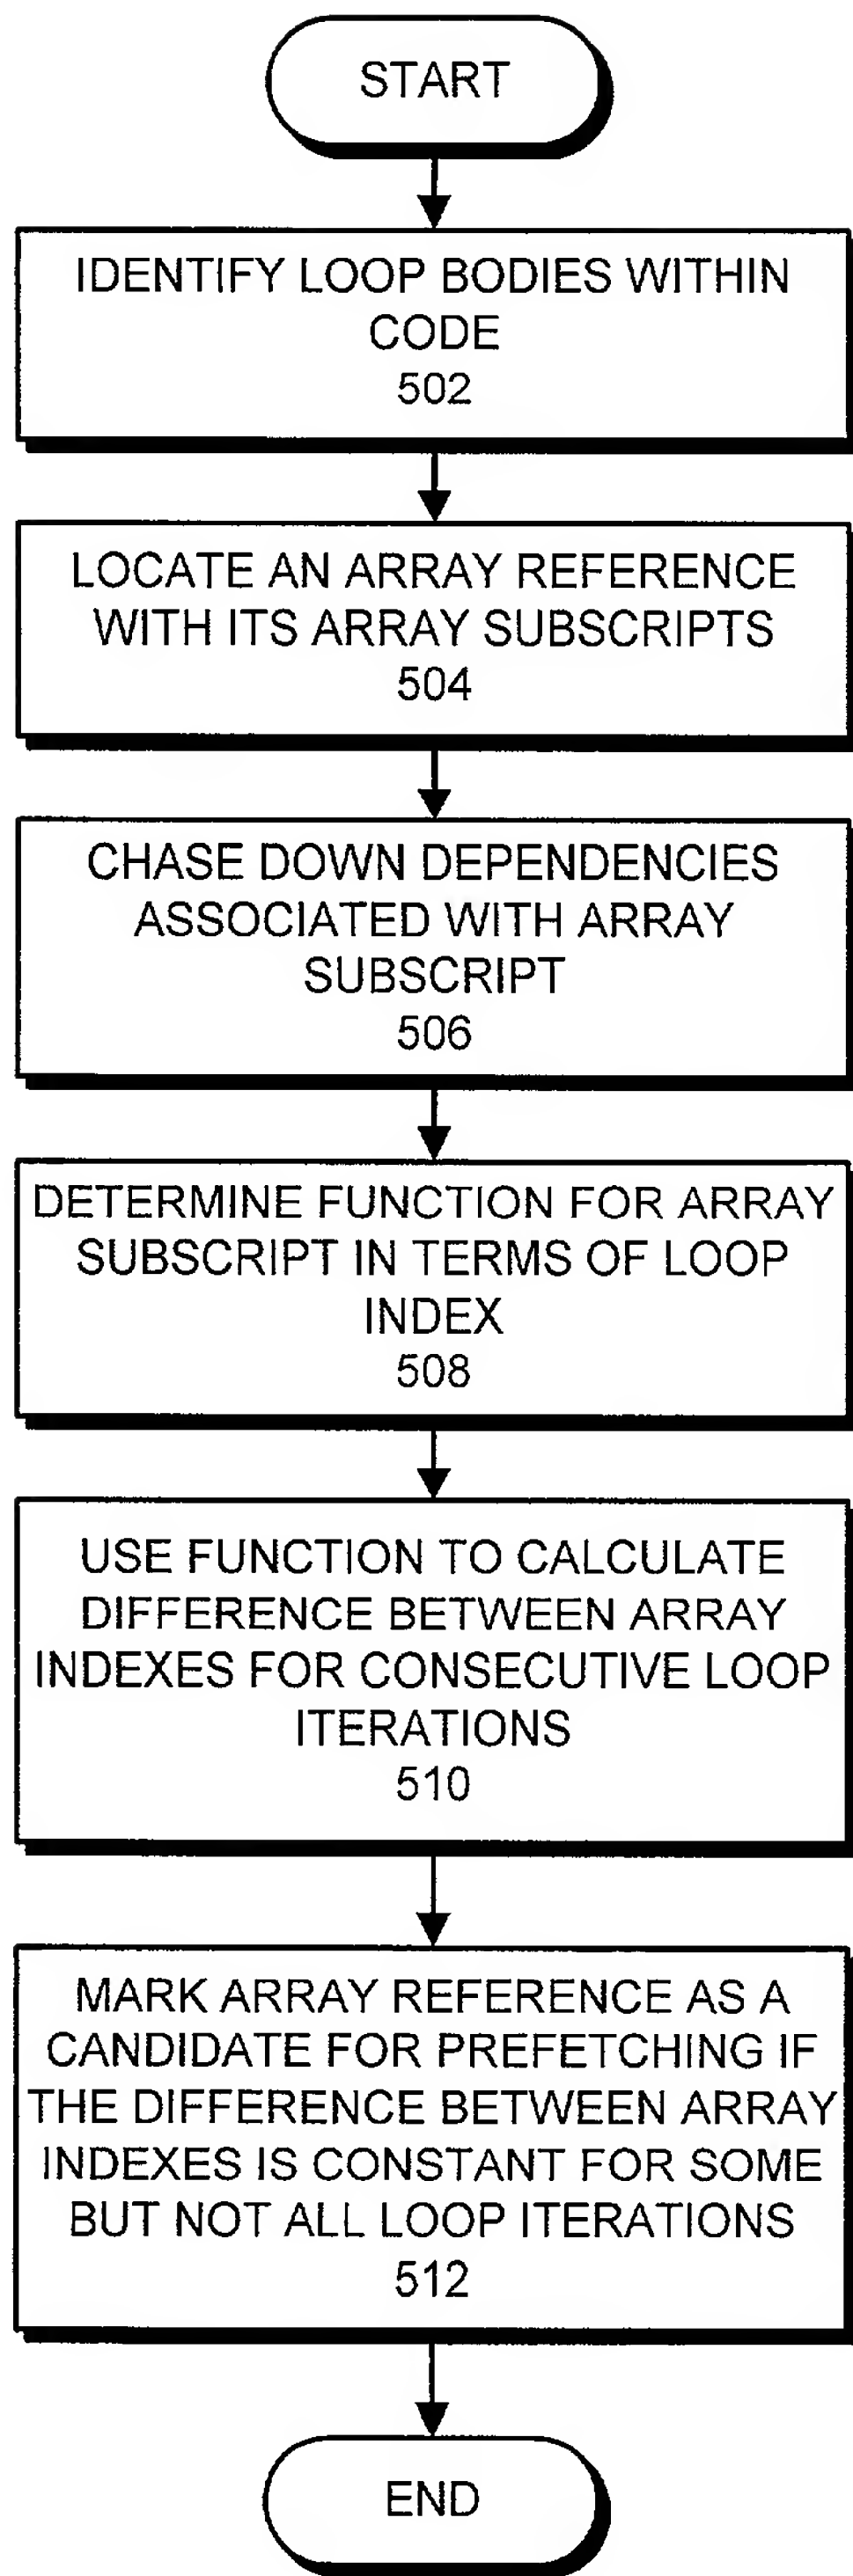 START
IDENTIFY LOOP BODIES WITHIN
CODE
502
LOCATE AN ARRAY REFERENCE
WITH ITS ARRAY SUBSCRIPTS
504
CHASE DOWN DEPENDENCIES
ASSOCIATED WITH ARRAY
SUBSCRIPT
506
DETERMINE FUNCTION FOR ARRAY
SUBSCRIPT IN TERMS OF LOOP
INDEX
508
USE FUNCTION TO CALCULATE
DIFFERENCE BETWEEN ARRAY
INDEXES FOR CONSECUTIVE LOOP
ITERATIONS
510
MARK ARRAY REFERENCE AS A
CANDIDATE FOR PREFETCHING IF
THE DIFFERENCE BETWEEN ARRAY
INDEXES IS CONSTANT FOR SOME
BUT NOT ALL LOOP ITERATIONS
512
END